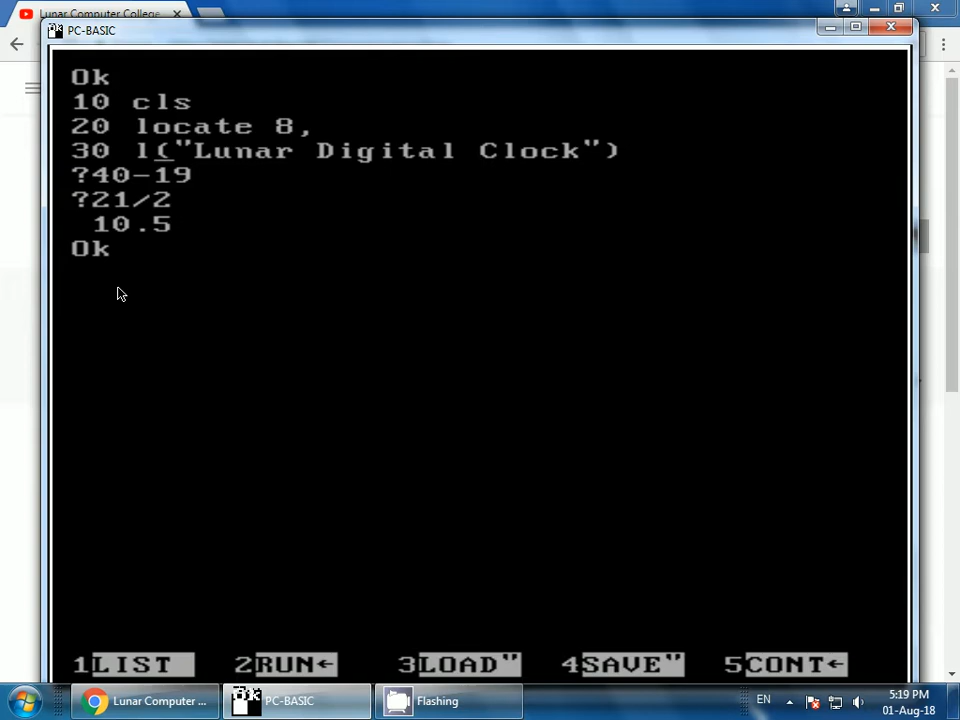 Lunar Computer College
PC-BASIC
Ok
10 cls
20 locate 8,
30 l("Lunar Digital Clock")
?40-19
?21/2
10.5
Ok
1LIST 2RUN← 3LOAD" 4SAVE" 5CONT←
Lunar Computer ... PC-BASIC Flashing EN 5:19 PM
01-Aug-18